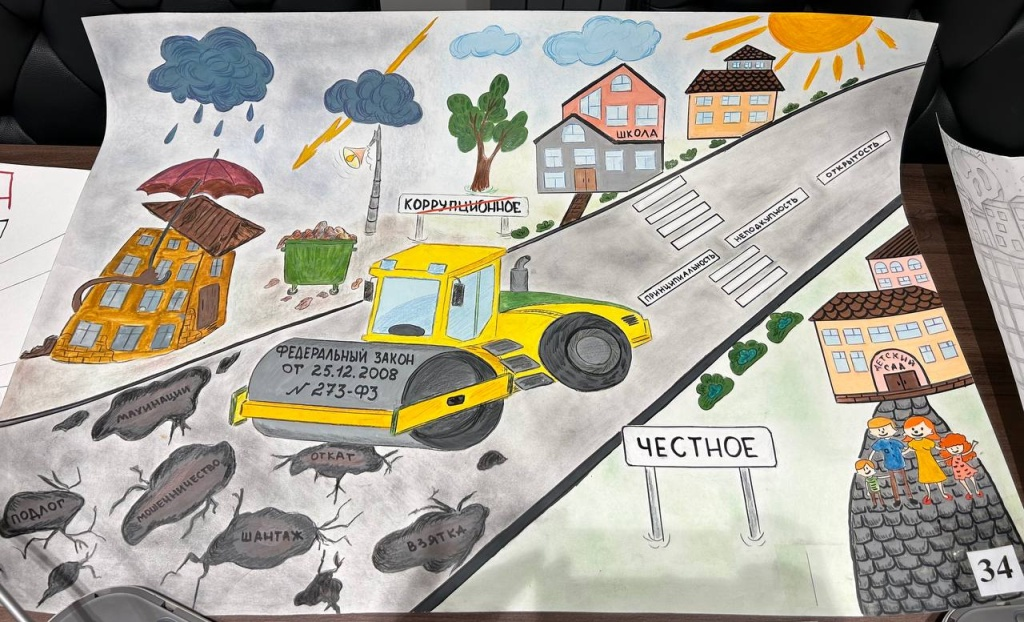 КОРРУПЦИОННОЕ
ШКОЛА
ОТКРЫТОСТЬ
НЕПОДКУПНОСТЬ
ПРИНЦИПИАЛЬНОСТЬ
ФЕДЕРАЛЬНЫЙ ЗАКОН
ОТ 25.12.2008
№ 273-ФЗ
ДЕТСКИЙ
САД
МАХИНАЦИИ
ОТКАТ
МОШЕННИЧЕСТВО
ПОДЛОГ
ШАНТАЖ
ВЗЯТКА
ЧЕСТНОЕ
34